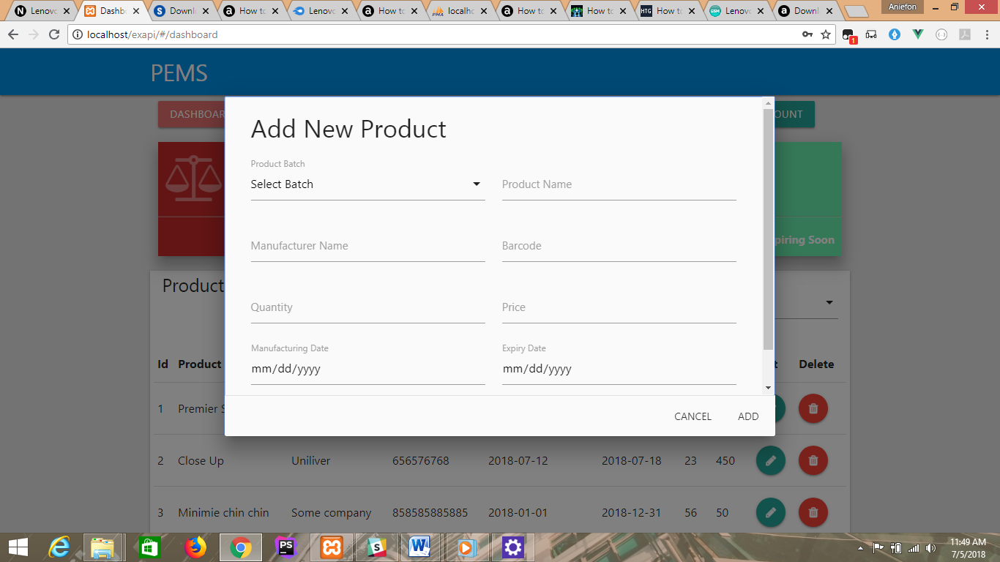 Lenovo Dashbo Downlo How to Lenovo How to localho How to How to How to Lenovo Downl Aniefon
localhost/exapi/#/dashboard
1
PEMS
DASHBOAR OUNT
Add New Product
Product Batch
Select Batch Product Name
Manufacturer Name Barcode
piring Soon
Product
Quantity Price
Manufacturing Date Expiry Date
mm/dd/yyyy mm/dd/yyyy
Id Product t Delete
1 Premier S
CANCEL ADD
2 Close Up Uniliver 656576768 2018-07-12 2018-07-18 23 450
3 Minimie chin chin Some company 858585885885 2018-01-01 2018-12-31 56 50
11:49 AM
7/5/2018